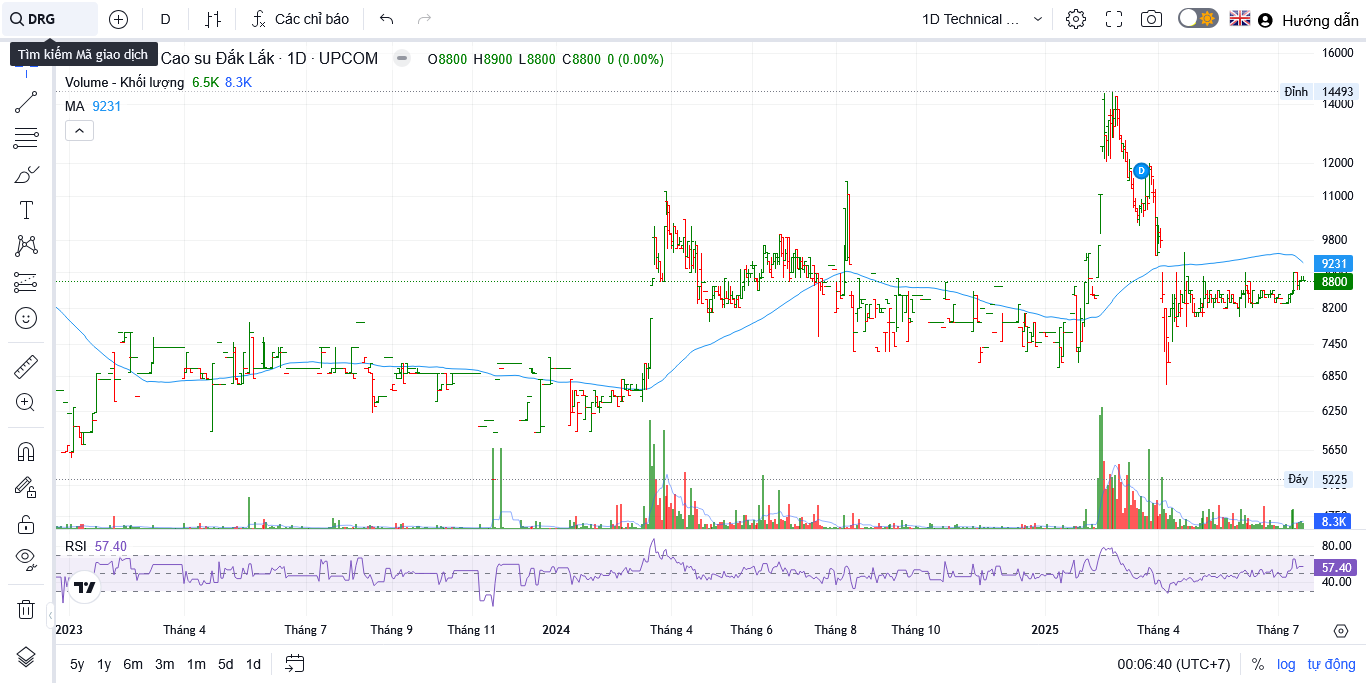 DRG
D
Các chỉ báo
1D Technical ...
Hướng dẫn
Tìm kiếm Mã giao dịch
Cao su Đắk Lắk · 1D · UPCOM
O8800 H8900 L8800 C8800 0 (0.00%)
Volume - Khối lượng 6.5K 8.3K
MA 9231
16000
Đỉnh 14493
14000
12000
D
11000
9800
9231
8800
8200
7450
6850
6250
5650
Đáy 5225
8.3K
RSI 57.40
80.00
57.40
40.00
2023 Tháng 4 Tháng 7 Tháng 9 Tháng 11 2024 Tháng 4 Tháng 6 Tháng 8 Tháng 10 2025 Tháng 4 Tháng 7
5y 1y 6m 3m 1m 5d 1d
00:06:40 (UTC+7) % log tự động